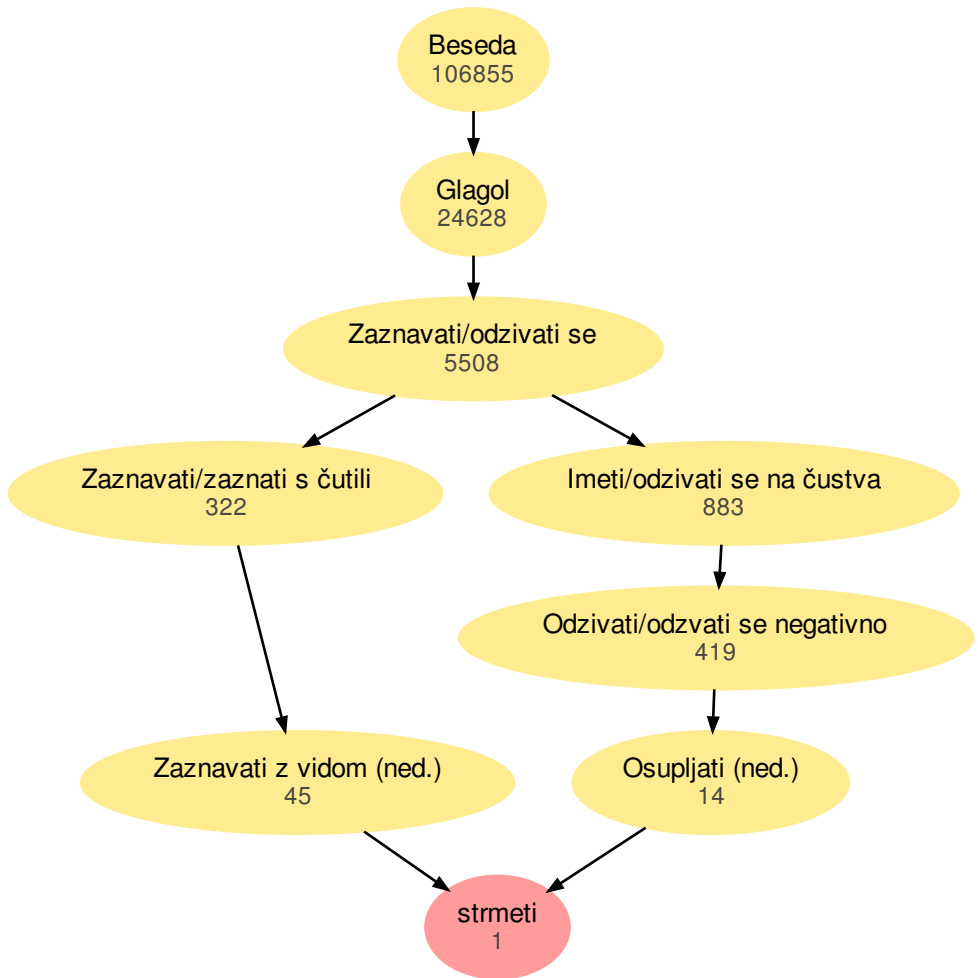 Beseda
106855
Glagol
24628
Zaznavati/odzivati se
5508
Zaznavati/zaznati s čutili
322
Imeti/odzivati se na čustva
883
Odzivati/odzvati se negativno
419
Zaznavati z vidom (ned.)
45
Osupljati (ned.)
14
strmeti
1